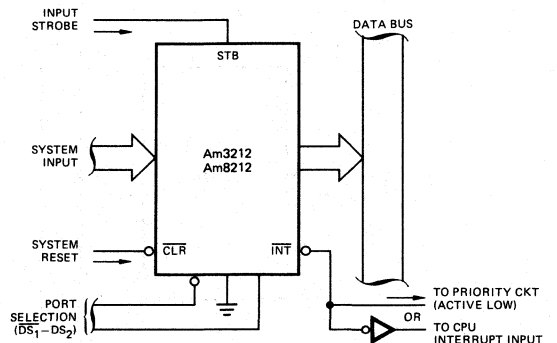 INPUT
STROBE
DATA BUS
STB
SYSTEM
INPUT
Am3212
Am8212
SYSTEM
RESET
CLR
INT
PORT
SELECTION
(DS1–DS2)
TO PRIORITY CKT
(ACTIVE LOW)
OR
TO CPU
INTERRUPT INPUT